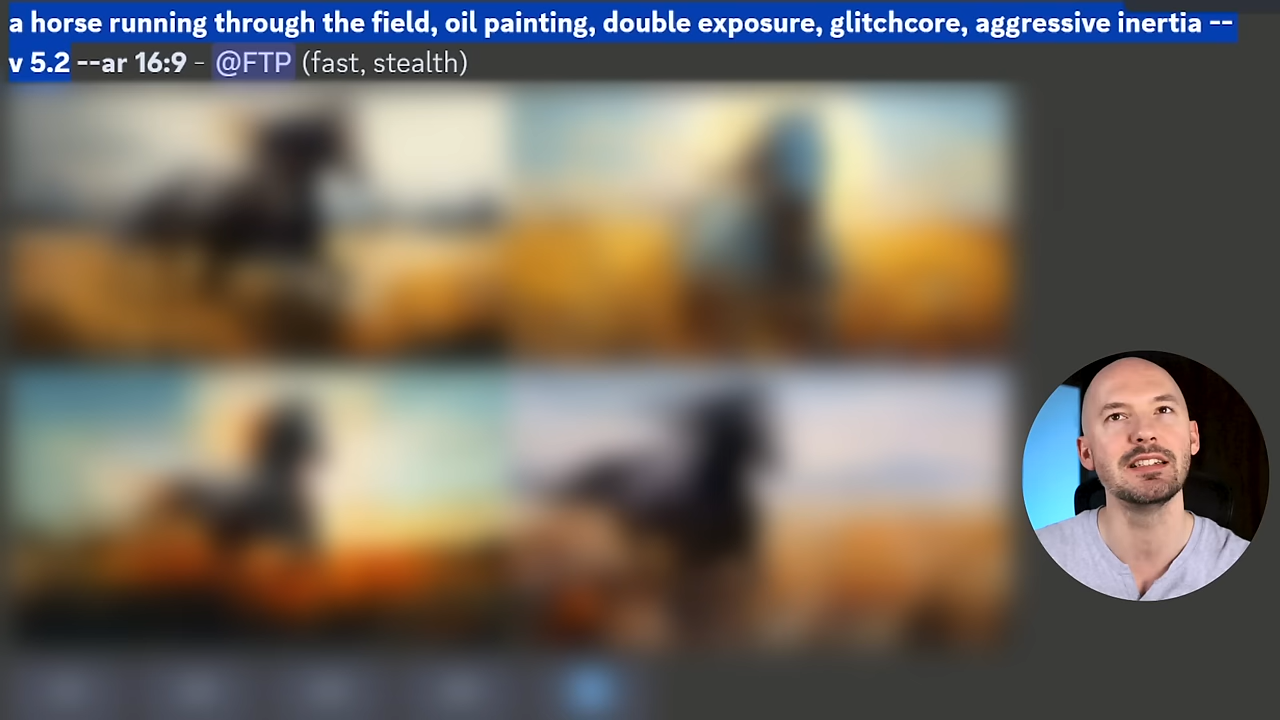 a horse running through the field, oil painting, double exposure, glitchcore, aggressive inertia --
v 5.2 --ar 16:9 - @FTP (fast, stealth)